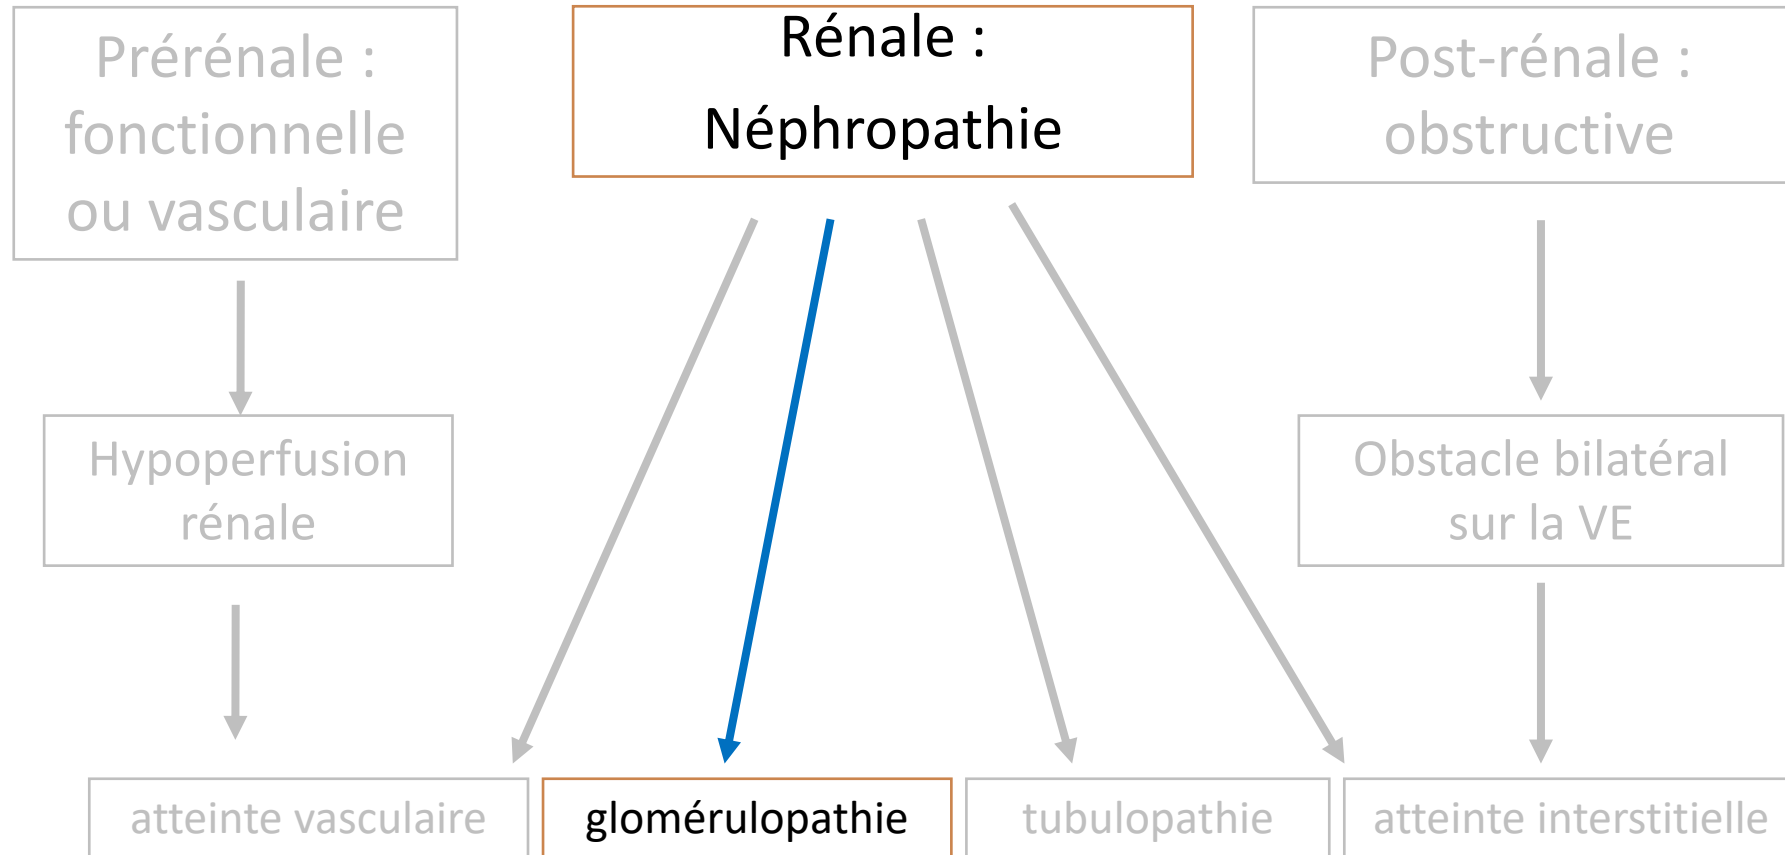 Prérénale :
fonctionnelle
ou vasculaire
Rénale :
Néphropathie
Post-rénale :
obstructive
Hypoperfusion
rénale
Obstacle bilatéral
sur la VE
atteinte vasculaire
glomérulopathie
tubulopathie
atteinte interstitielle